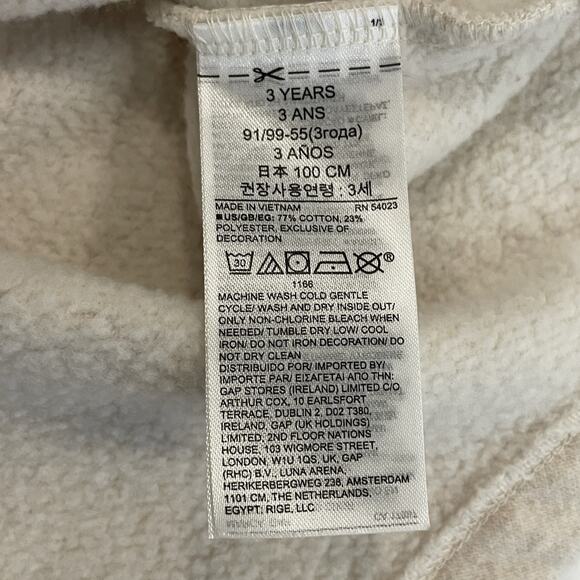 1/
3 YEARS
3 ANS
91/99-55(3года)
3 AÑOS
日本 100 CM
권장사용연령 : 3세
MADE IN VIETNAM RN 54023
■US/GB/EG: 77% COTTON, 23%
POLYESTER, EXCLUSIVE OF
DECORATION
30 ®
1166
MACHINE WASH COLD GENTLE
CYCLE/ WASH AND DRY INSIDE OUT/
ONLY NON-CHLORINE BLEACH WHEN
NEEDED/ TUMBLE DRY LOW/ COOL
IRON/ DO NOT IRON DECORATION/ DO
NOT DRY CLEAN
DISTRIBUIDO POR/ IMPORTED BY/
IMPORTE PAR/ ΕΙΣΑΓΕΤΑΙ ΑΠΟ ΤΗΝ:
GAP STORES (IRELAND) LIMITED C/O
ARTHUR COX, 10 EARLSFORT
TERRACE, DUBLIN 2, D02 T380,
IRELAND, GAP (UK HOLDINGS)
LIMITED, 2ND FLOOR NATIONS
HOUSE, 103 WIGMORE STREET,
LONDON, W1U 1QS, UK, GAP
(RHC) B.V., LUNA ARENA,
HERIKERBERGWEG 238, AMSTERDAM
1101 CM, THE NETHERLANDS,
EGYPT; RIGE, LLC